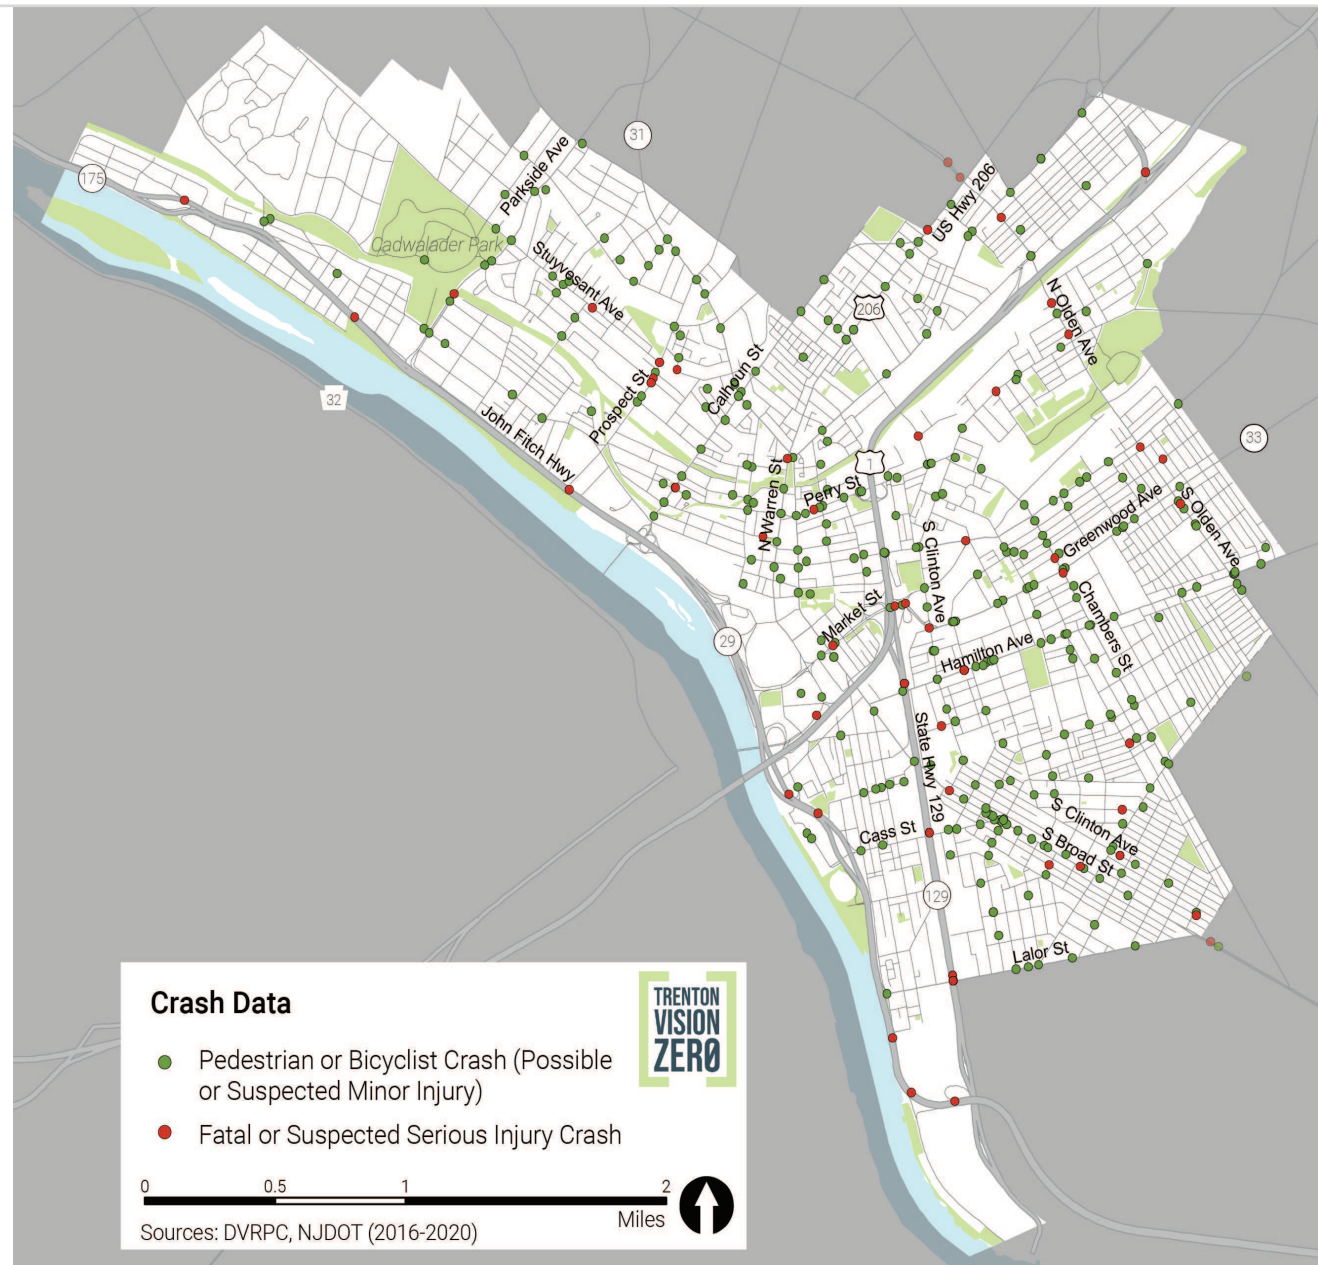 31
Parkside Ave
175
US Hwy 206
Cadwalader Park
Stuyvesant Ave
N Olden Ave
206
Calhoun St
32
Prospect St
John Fitch Hwy
33
1
N Warren St
Perry St
S Olden Ave
Greenwood Ave
S Clinton Ave
Chambers St
Market St
29
Hamilton Ave
State Hwy 129
S Clinton Ave
Cass St
S Broad St
129
Lalor St
Crash Data
TRENTON
VISION
ZERØ
Pedestrian or Bicyclist Crash (Possible
or Suspected Minor Injury)
Fatal or Suspected Serious Injury Crash
0 0.5 1 2
Miles
Sources: DVRPC, NJDOT (2016-2020)